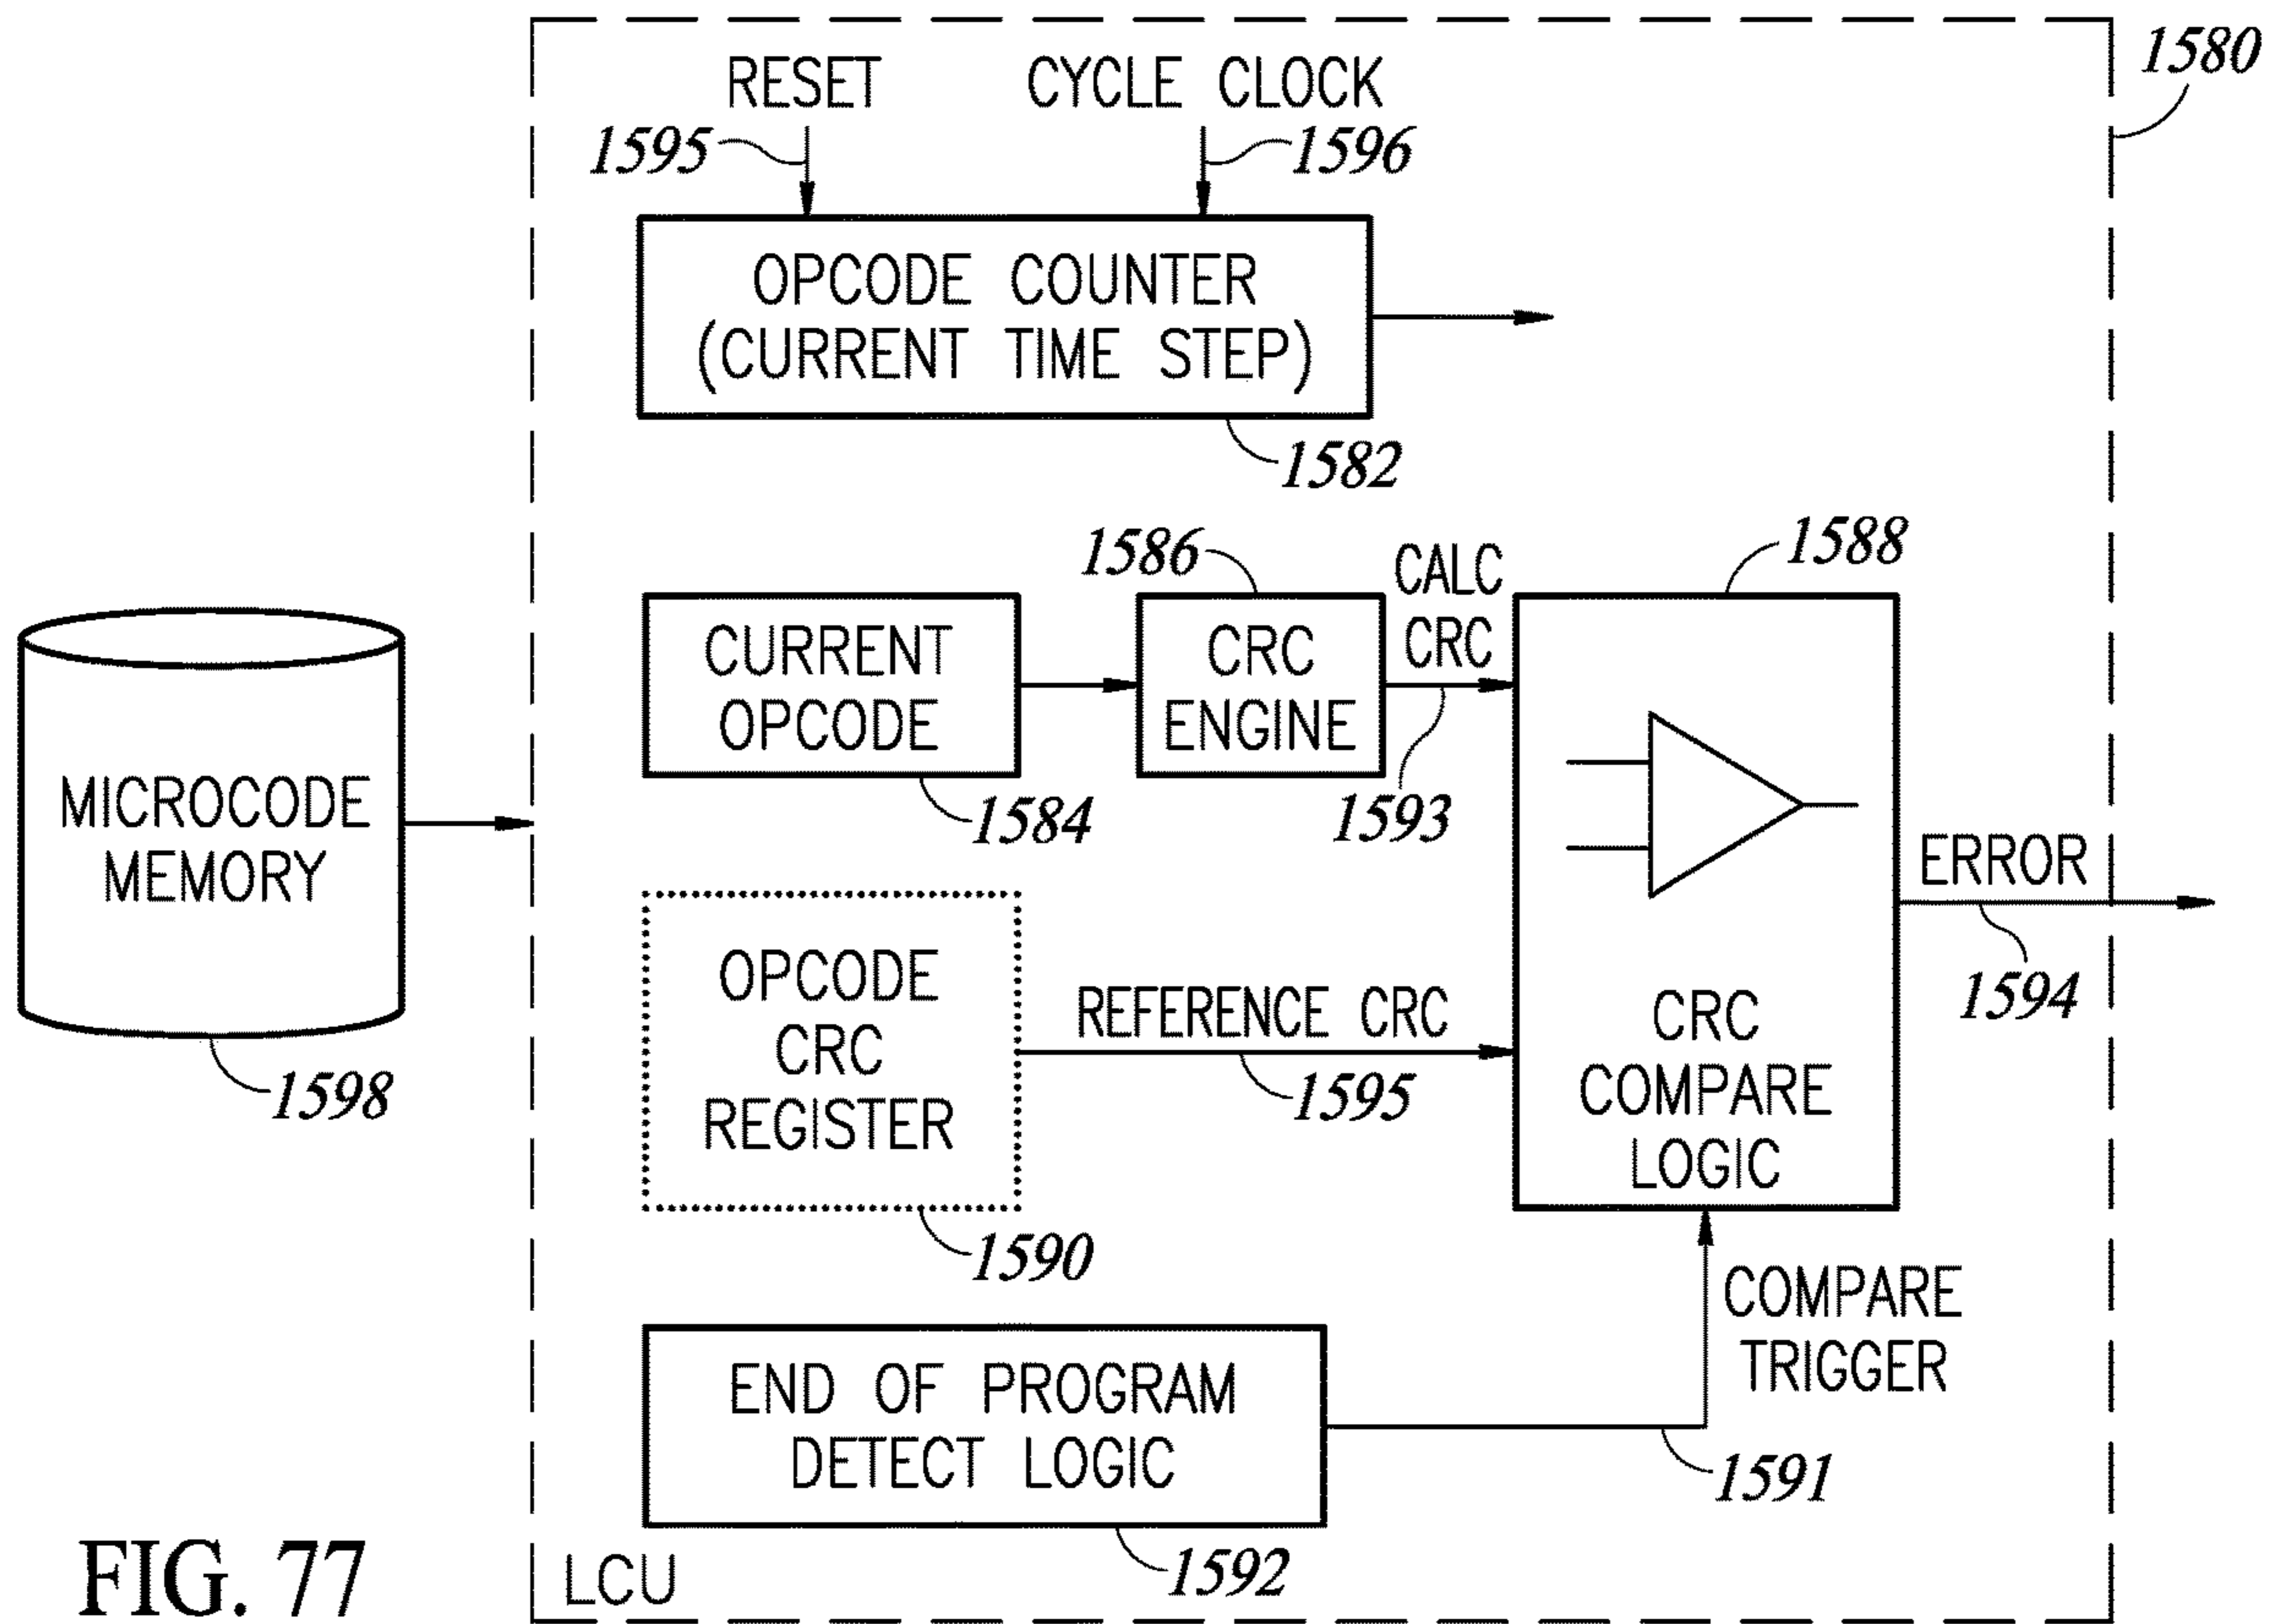 1580
RESET
CYCLE CLOCK
1595
1596
OPCODE COUNTER
(CURRENT TIME STEP)
1582
1586
CALC
CRC
1588
CURRENT
OPCODE
CRC
ENGINE
1584
1593
MICROCODE
MEMORY
1598
ERROR
1594
OPCODE
CRC
REGISTER
REFERENCE CRC
1595
CRC
COMPARE
LOGIC
1590
COMPARE
TRIGGER
END OF PROGRAM
DETECT LOGIC
1591
1592
LCU
FIG. 77